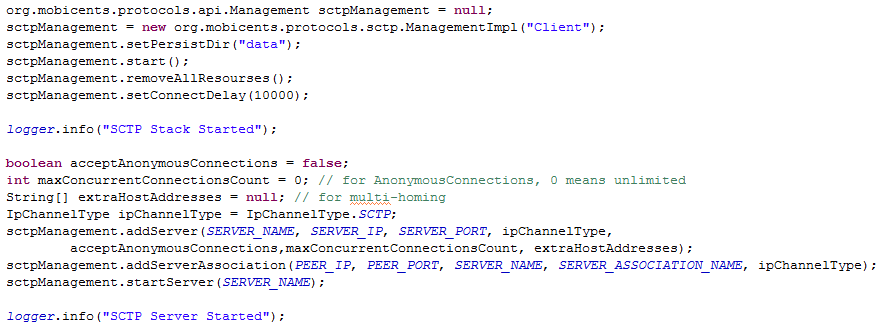 org.mobicents.protocols.api.Management sctpManagement = null;
sctpManagement = new org.mobicents.protocols.sctp.ManagementImpl("Client");
sctpManagement.setPersistDir("data");
sctpManagement.start();
sctpManagement.removeAllResourses();
sctpManagement.setConnectDelay(10000);
logger.info("SCTP Stack Started");
boolean acceptAnonymousConnections = false;
int maxConcurrentConnectionsCount = 0; // for AnonymousConnections, 0 means unlimited
String[] extraHostAddresses = null; // for multi-homing
IpChannelType ipChannelType = IpChannelType.SCTP;
sctpManagement.addServer(SERVER_NAME, SERVER_IP, SERVER_PORT, ipChannelType,
acceptAnonymousConnections,maxConcurrentConnectionsCount, extraHostAddresses);
sctpManagement.addServerAssociation(PEER_IP, PEER_PORT, SERVER_NAME, SERVER_ASSOCIATION_NAME, ipChannelType);
sctpManagement.startServer(SERVER_NAME);
logger.info("SCTP Server Started");